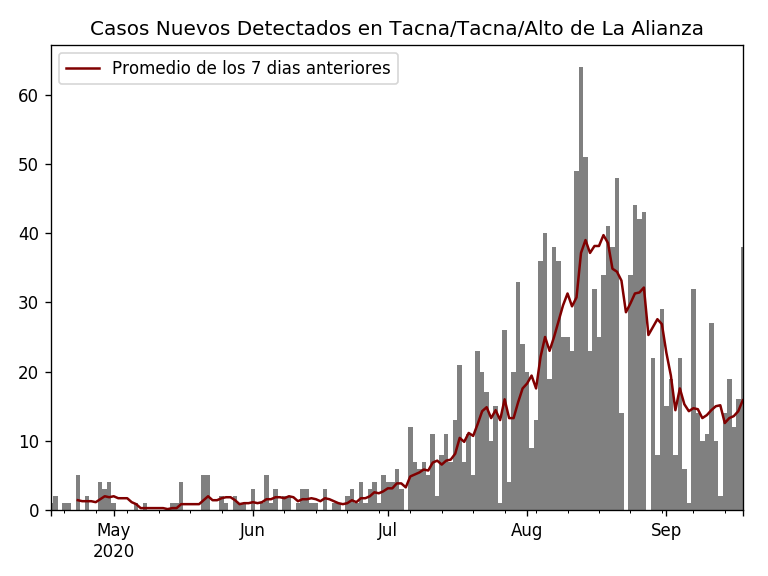 Casos Nuevos Detectados en Tacna/Tacna/Alto de La Alianza
Promedio de los 7 dias anteriores
60
50
40
30
20
10
0
May Jun Jul Aug Sep
2020